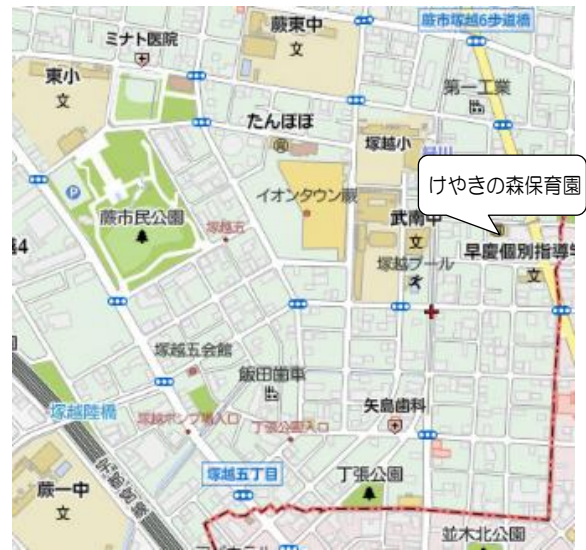 蕨東中
文
蕨市塚越6歩道橋
ミナト医院
東小
文
第一工業
たんぽぽ
塚越小
けやきの森保育園
イオンタウン蕨
蕨市民公園
武南中
文
塚越五
早慶個別指導学
文
塚越プール
塚越五会館
飯田歯車
塚越陸橋
塚越ポンプ場入口
丁張公園入口
矢島歯科
塚越五丁目
丁張公園
蕨一中
文
並木北公園